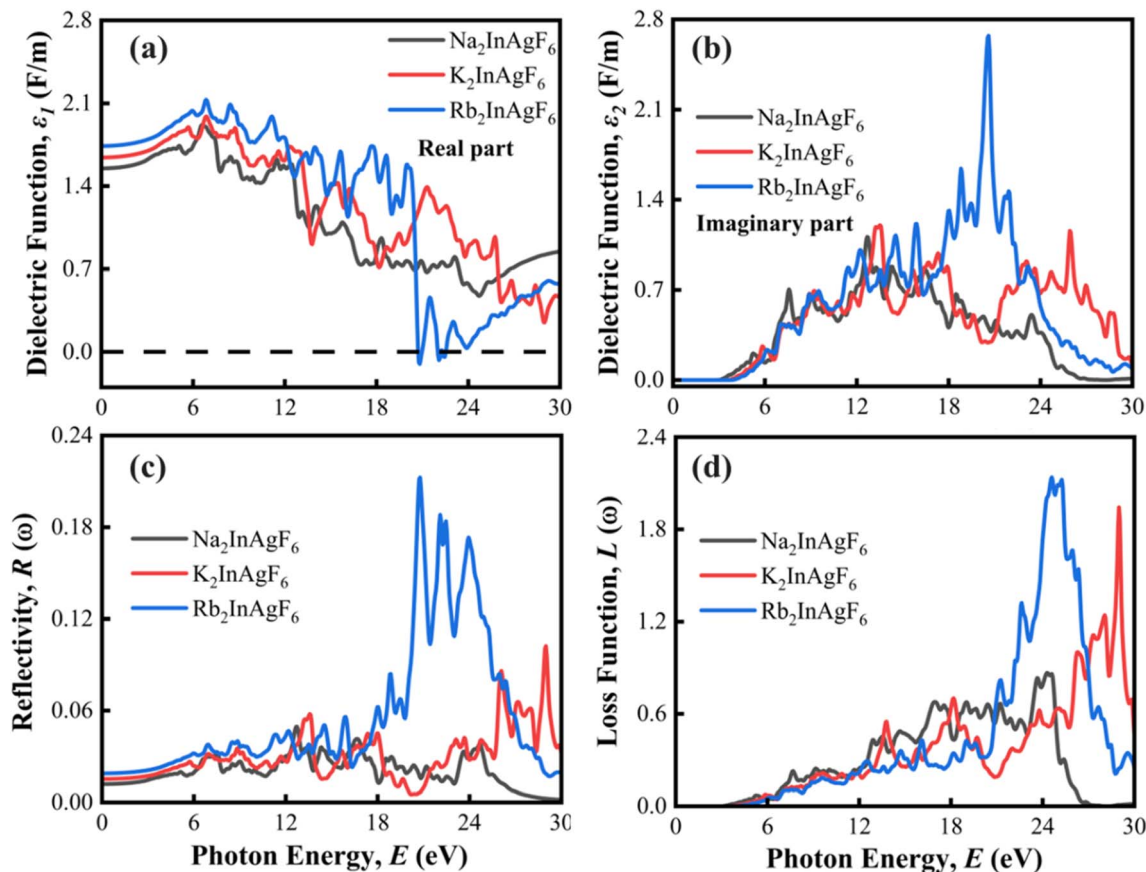 (a)
Na₂InAgF₆
K₂InAgF₆
Rb₂InAgF₆
Real part
Dielectric Function, ε₁ (F/m)
2.8
2.1
1.4
0.7
0.0
0 6 12 18 24 30
(b)
Na₂InAgF₆
K₂InAgF₆
Rb₂InAgF₆
Imaginary part
Dielectric Function, ε₂ (F/m)
2.8
2.1
1.4
0.7
0.0
0 6 12 18 24 30
(c)
Na₂InAgF₆
K₂InAgF₆
Rb₂InAgF₆
Reflectivity, R (ω)
0.24
0.18
0.12
0.06
0.00
0 6 12 18 24 30
Photon Energy, E (eV)
(d)
Na₂InAgF₆
K₂InAgF₆
Rb₂InAgF₆
Loss Function, L (ω)
2.4
1.8
1.2
0.6
0.0
0 6 12 18 24 30
Photon Energy, E (eV)